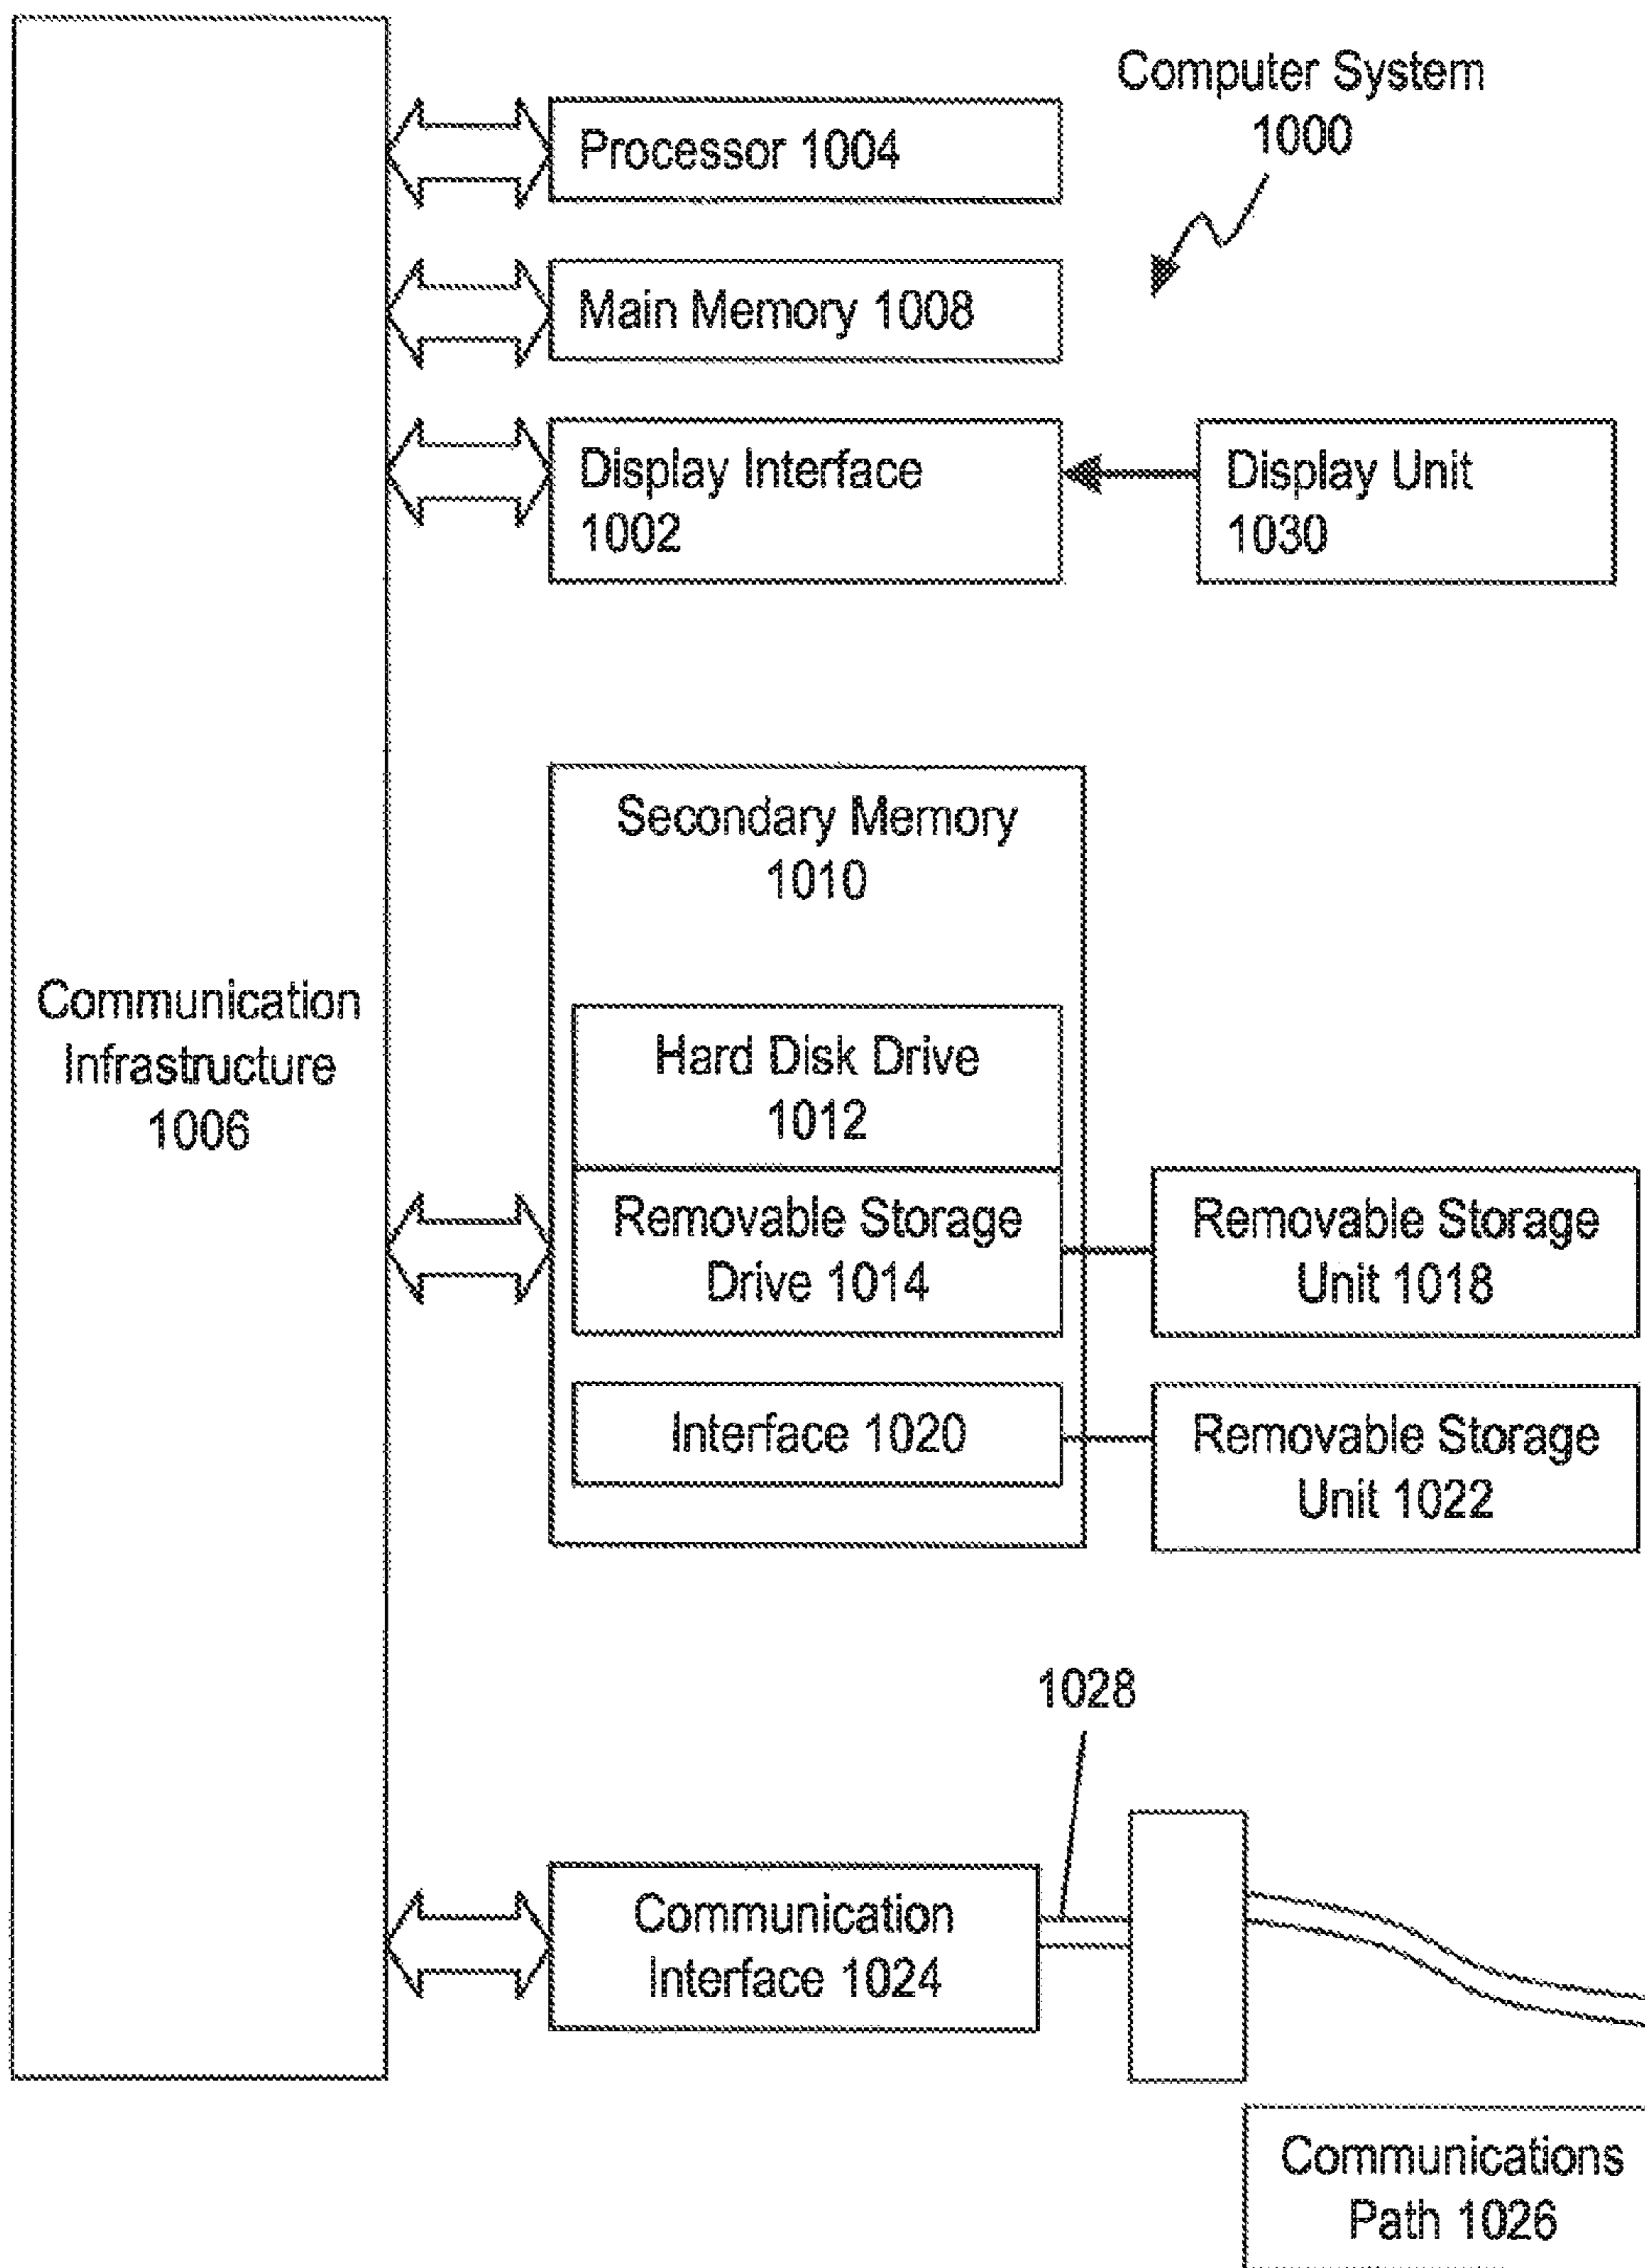 Computer System
1000
Processor 1004
Main Memory 1008
Display Interface
1002
Display Unit
1030
Secondary Memory
1010
Communication
Infrastructure
1006
Hard Disk Drive
1012
Removable Storage
Drive 1014
Removable Storage
Unit 1018
Interface 1020
Removable Storage
Unit 1022
1028
Communication
Interface 1024
Communications
Path 1026